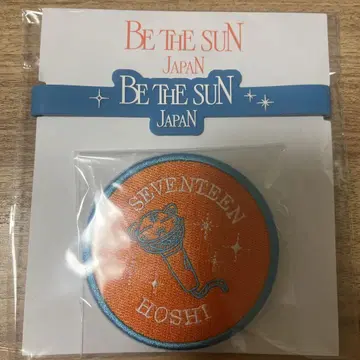 BE THE SUN
JAPAN
BE THE SUN
JAPAN
SEVENTEEN
HOSHI